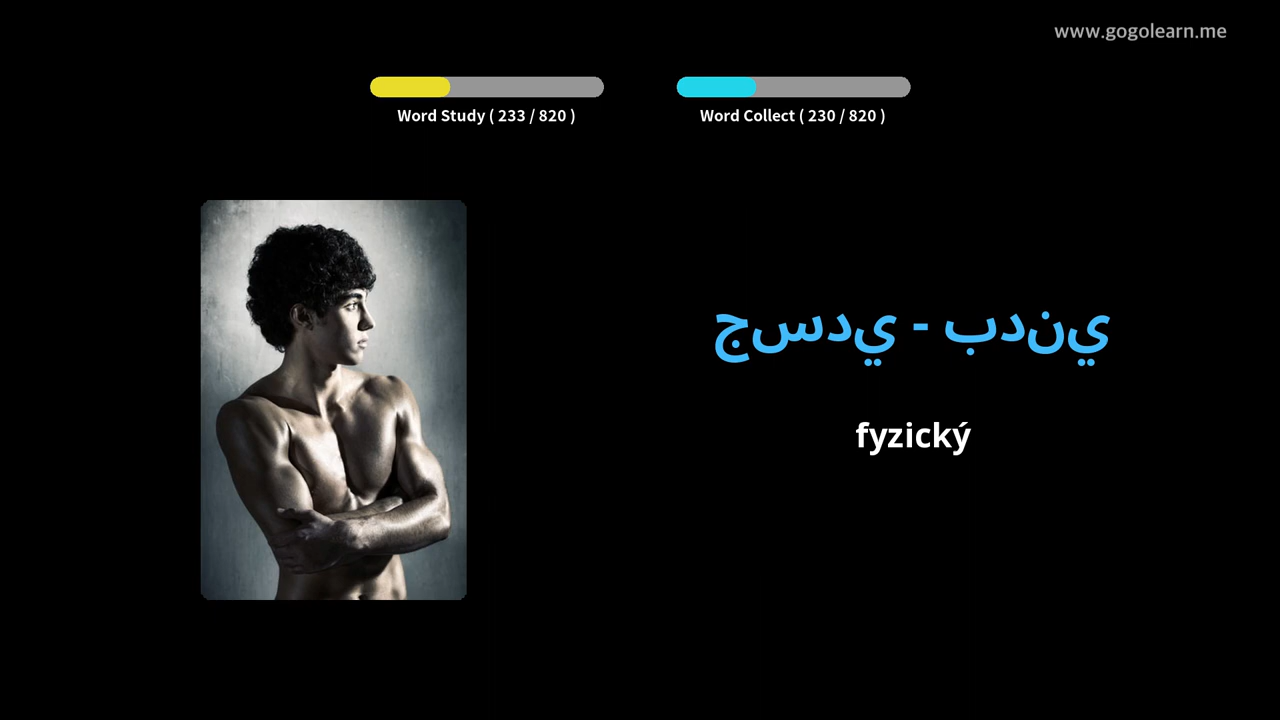 www.gogolearn.me
Word Study ( 233 / 820 )
Word Collect ( 230 / 820 )
جسدي - بدني
fyzický